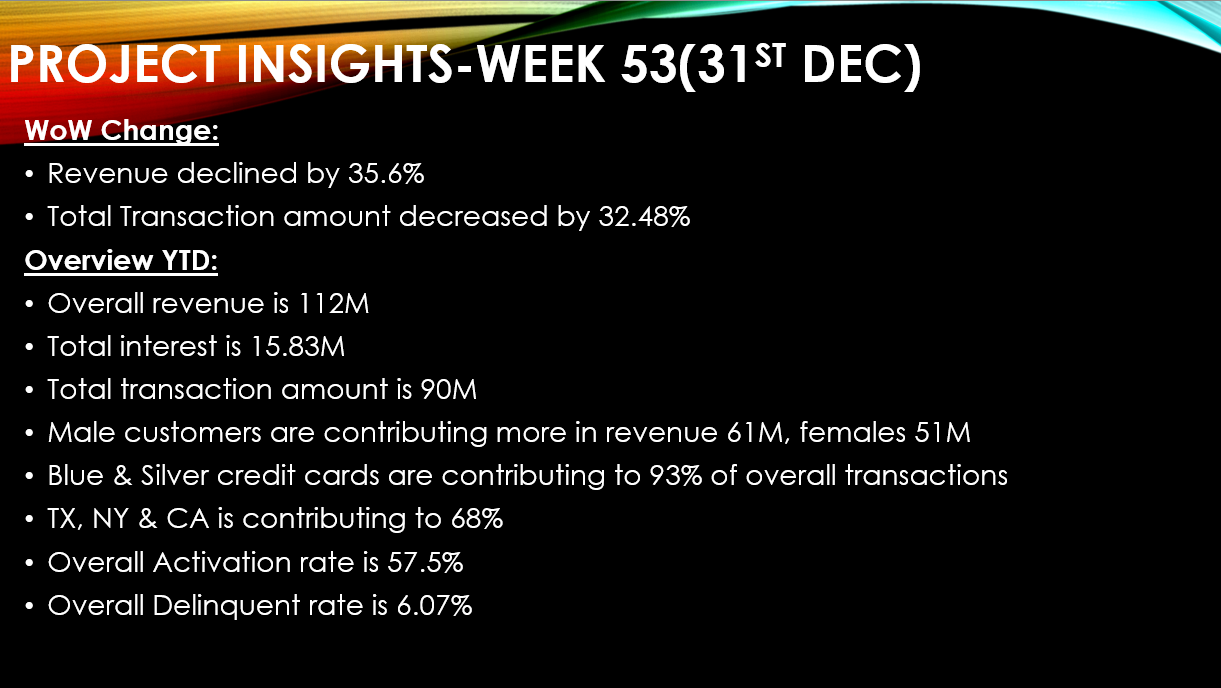 PROJECT INSIGHTS-WEEK 53(31ST DEC)
WoW Change:
• Revenue declined by 35.6%
• Total Transaction amount decreased by 32.48%
Overview YTD:
• Overall revenue is 112M
• Total interest is 15.83M
• Total transaction amount is 90M
• Male customers are contributing more in revenue 61M, females 51M
• Blue & Silver credit cards are contributing to 93% of overall transactions
• TX, NY & CA is contributing to 68%
• Overall Activation rate is 57.5%
• Overall Delinquent rate is 6.07%